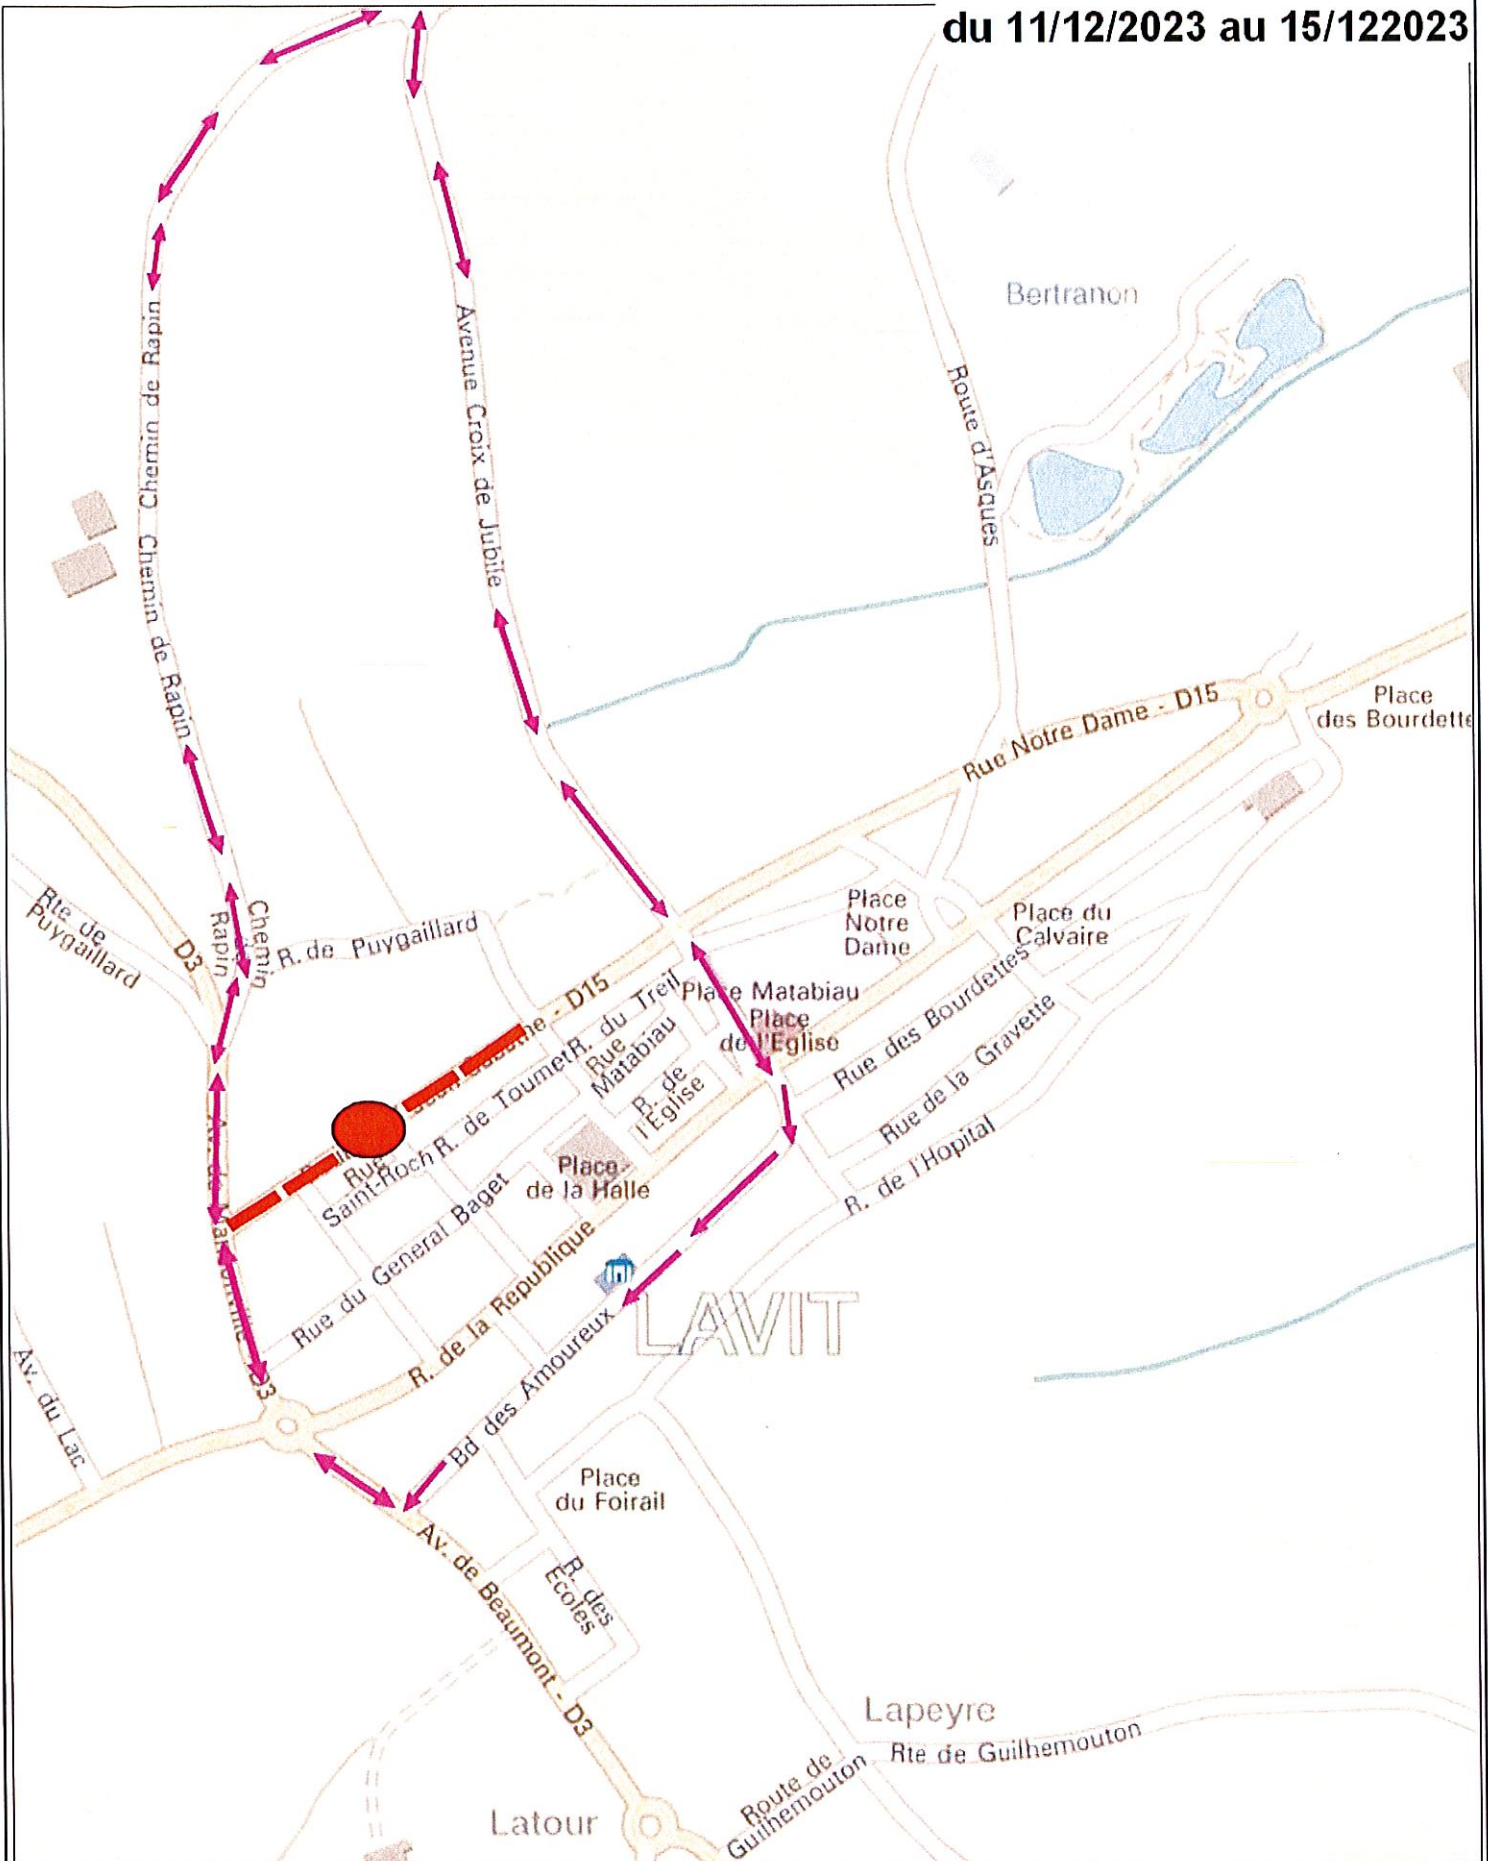 du 11/12/2023 au 15/122023
Bertranon
Chemin de Rapin
Chemin de Rapin
Avenue Croix de Jubile
Route d'Asques
Place
des Bourdette
Rue Notre Dame - D15
Rte de
Puygaillard
D3
Chemin
Rapin
R. de Puygaillard
Place
Notre
Dame
Place du
Calvaire
- D15
R. du Treil
Place Matabiau
Place
de l'Eglise
Rue
Matabiau
R. de
l'Eglise
Rue des Bourdettes
Rue de la Gravette
R. de l'Hopital
R. de Toumet
Rue
Saint-Roch
Place
de la Halle
Rue du General Baget
R. de la Republique
D3
LAVIT
Av. du Lac
Bd des Amoureux
Place
du Foirail
Av. de Beaumont - D3
R. des
Ecoles
Lapeyre
Rte de Guilhemouton
Route de
Guilhemouton
Latour